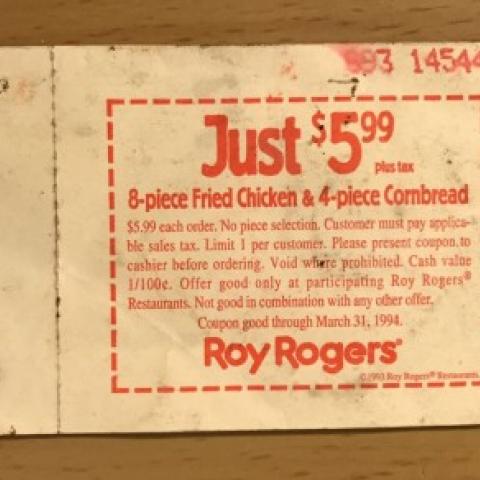 93 14544
Just $5.99
plus tax
8-piece Fried Chicken & 4-piece Cornbread
$5.99 each order. No piece selection. Customer must pay applica-
ble sales tax. Limit 1 per customer. Please present coupon to
cashier before ordering. Void where prohibited. Cash value
1/100¢. Offer good only at participating Roy Rogers®
Restaurants. Not good in combination with any other offer.
Coupon good through March 31, 1994.
Roy Rogers®
©1993 Roy Rogers® Restaurants